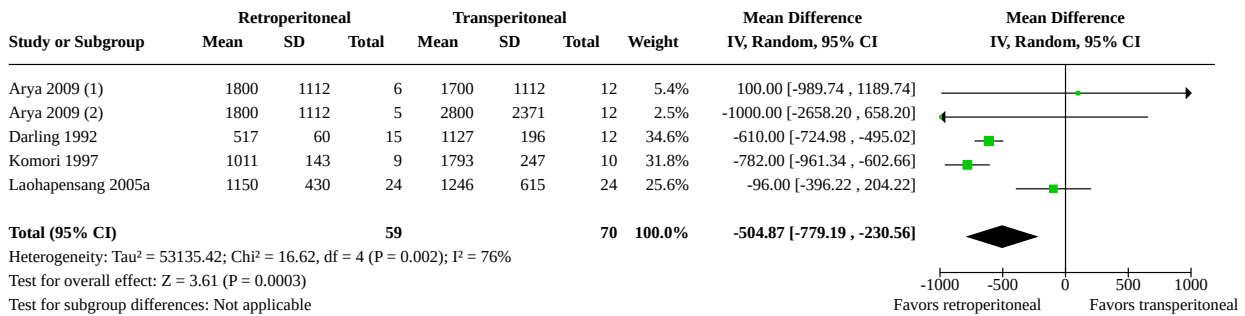 Retroperitoneal Transperitoneal Mean Difference Mean Difference
Study or Subgroup Mean SD Total Mean SD Total Weight IV, Random, 95% CI IV, Random, 95% CI
Arya 2009 (1) 1800 1112 6 1700 1112 12 5.4% 100.00 [-989.74 , 1189.74]
Arya 2009 (2) 1800 1112 5 2800 2371 12 2.5% -1000.00 [-2658.20 , 658.20]
Darling 1992 517 60 15 1127 196 12 34.6% -610.00 [-724.98 , -495.02]
Komori 1997 1011 143 9 1793 247 10 31.8% -782.00 [-961.34 , -602.66]
Laohapensang 2005a 1150 430 24 1246 615 24 25.6% -96.00 [-396.22 , 204.22]
Total (95% CI) 59 70 100.0% -504.87 [-779.19 , -230.56]
Heterogeneity: Tau² = 53135.42; Chi² = 16.62, df = 4 (P = 0.002); I² = 76%
Test for overall effect: Z = 3.61 (P = 0.0003)
-1000 -500 0 500 1000
Test for subgroup differences: Not applicable
Favors retroperitoneal Favors transperitoneal